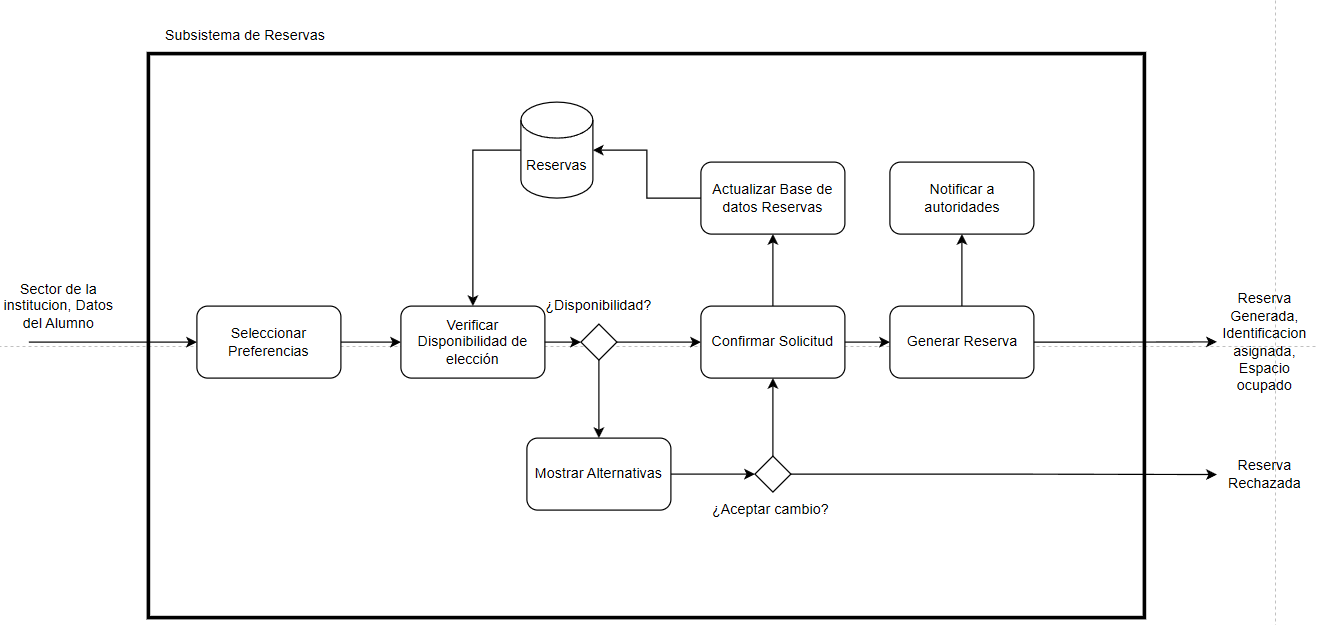 Subsistema de Reservas
Reservas
Actualizar Base de
datos Reservas
Notificar a
autoridades
Sector de la
institucion, Datos
del Alumno
Seleccionar
Preferencias
Verificar
Disponibilidad de
elección
¿Disponibilidad?
Confirmar Solicitud
Generar Reserva
Reserva
Generada,
Identificacion
asignada,
Espacio
ocupado
Mostrar Alternativas
¿Aceptar cambio?
Reserva
Rechazada